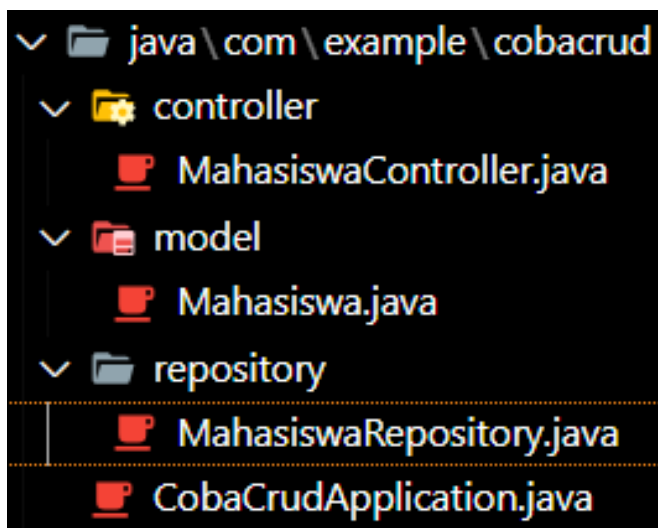 java\com\example\cobacrud
controller
MahasiswaController.java
model
Mahasiswa.java
repository
MahasiswaRepository.java
CobaCrudApplication.java